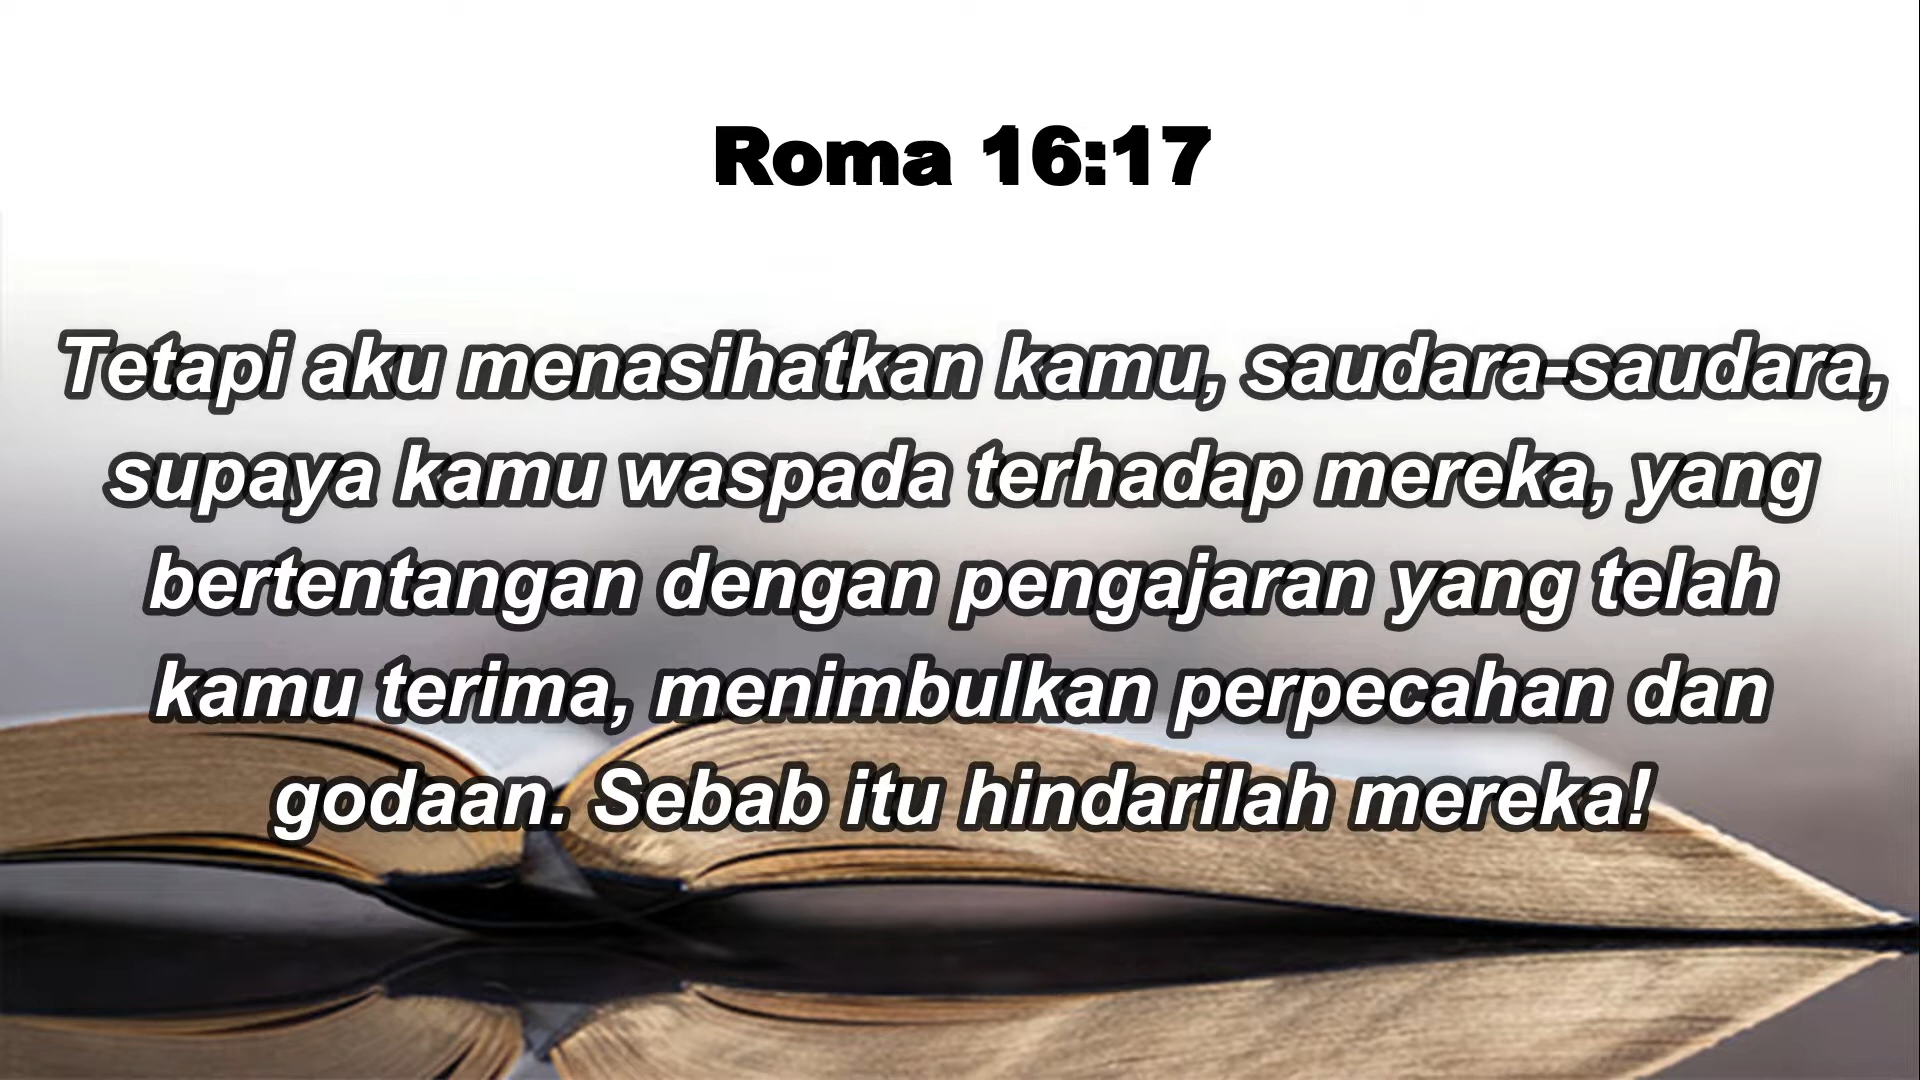 Roma 16:17
Tetapi aku menasihatkan kamu, saudara-saudara,
supaya kamu waspada terhadap mereka, yang
bertentangan dengan pengajaran yang telah
kamu terima, menimbulkan perpecahan dan
godaan. Sebab itu hindarilah mereka!